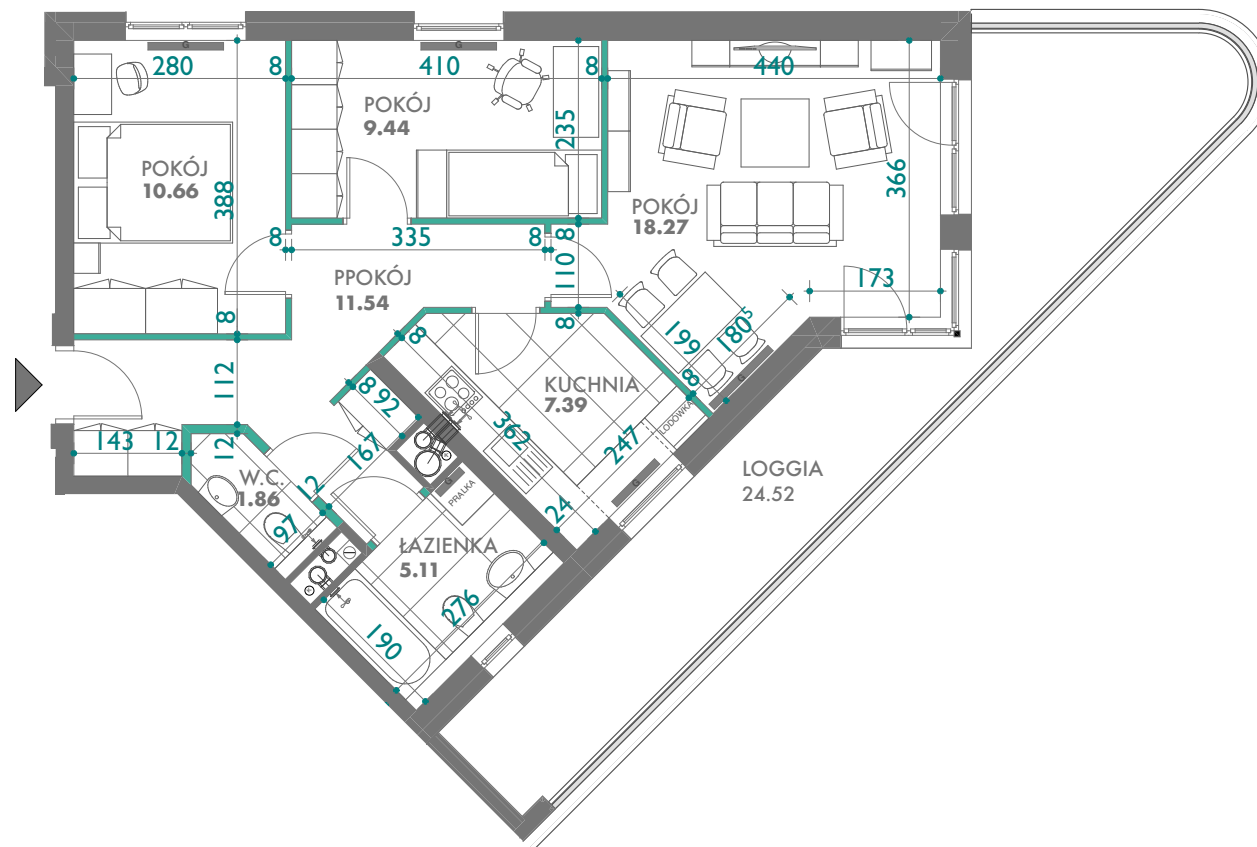 G
G
280
8
410
8
440
POKÓJ
9.44
235
POKÓJ
10.66
388
366
POKÓJ
18.27
8
335
8
8
PPOKÓJ
11.54
110
173
8
8
8
199
180⁵
112
8
92
KUCHNIA
7.39
8
G
LODÓWKA
143
12
12
167
362
247
W.C.
1.86
12
G
PRALKA
G
LOGGIA
24.52
97
24
ŁAZIENKA
5.11
276
190